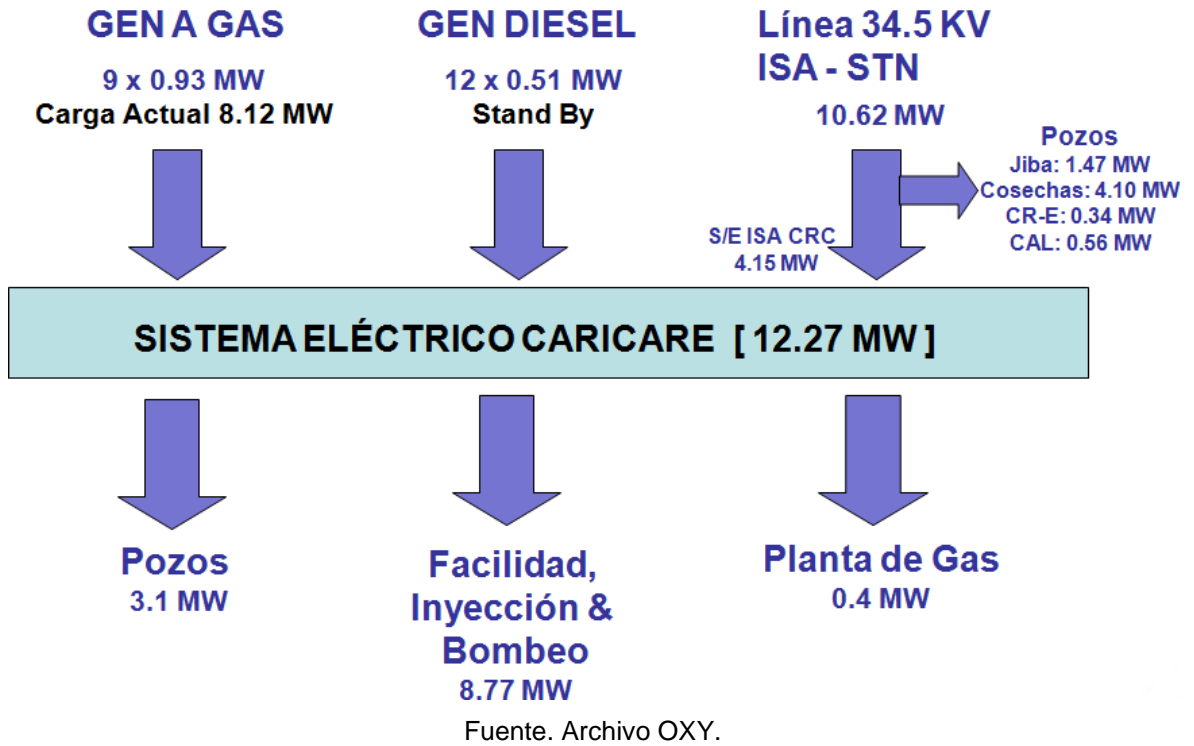 GEN A GAS
9 x 0.93 MW
Carga Actual 8.12 MW
GEN DIESEL
12 x 0.51 MW
Stand By
Línea 34.5 KV
ISA - STN
10.62 MW
Pozos
Jiba: 1.47 MW
Cosechas: 4.10 MW
CR-E: 0.34 MW
CAL: 0.56 MW
S/E ISA CRC
4.15 MW
SISTEMA ELÉCTRICO CARICARE [ 12.27 MW ]
Pozos
3.1 MW
Facilidad,
Inyección &
Bombeo
8.77 MW
Planta de Gas
0.4 MW
Fuente. Archivo OXY.